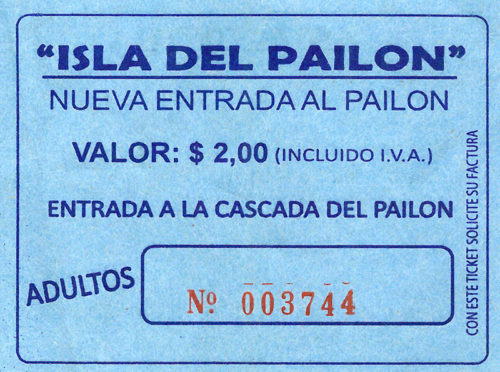 “ISLA DEL PAILON”
NUEVA ENTRADA AL PAILON
VALOR: $ 2,00 (INCLUIDO I.V.A.)
ENTRADA A LA CASCADA DEL PAILON
ADULTOS
Nº 003744
CON ESTE TICKET SOLICITE SU FACTURA